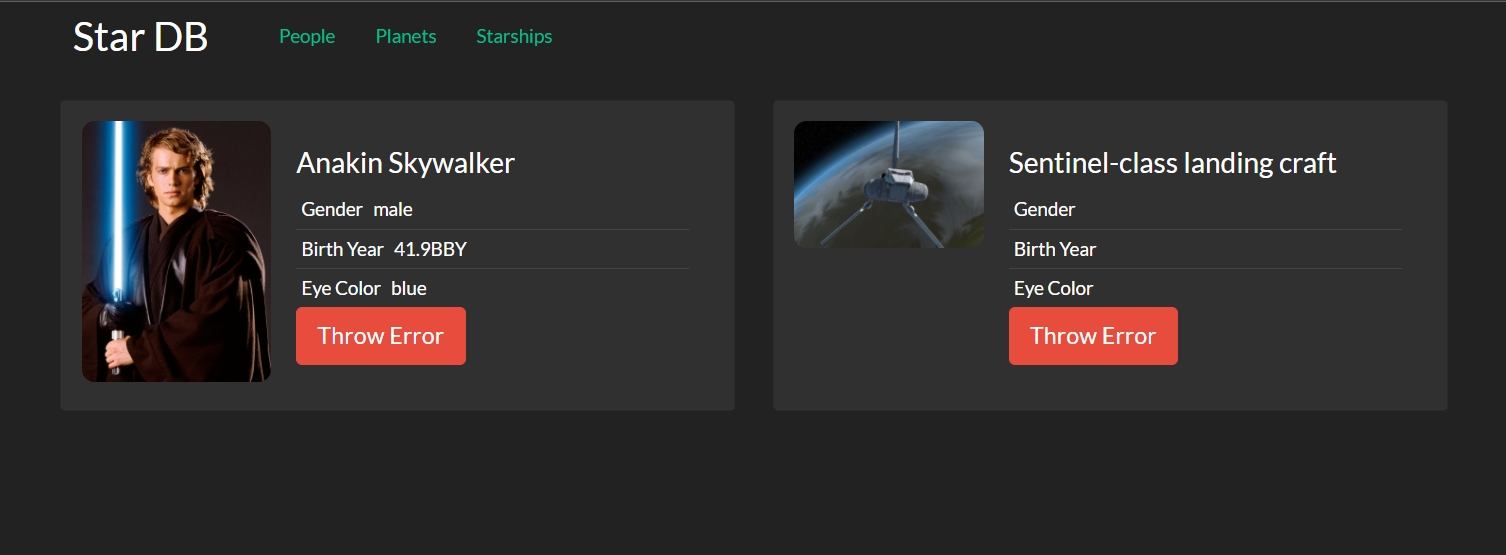 Star DB People Planets Starships
Anakin Skywalker
Gender male
Birth Year 41.9BBY
Eye Color blue
Throw Error
Sentinel-class landing craft
Gender
Birth Year
Eye Color
Throw Error